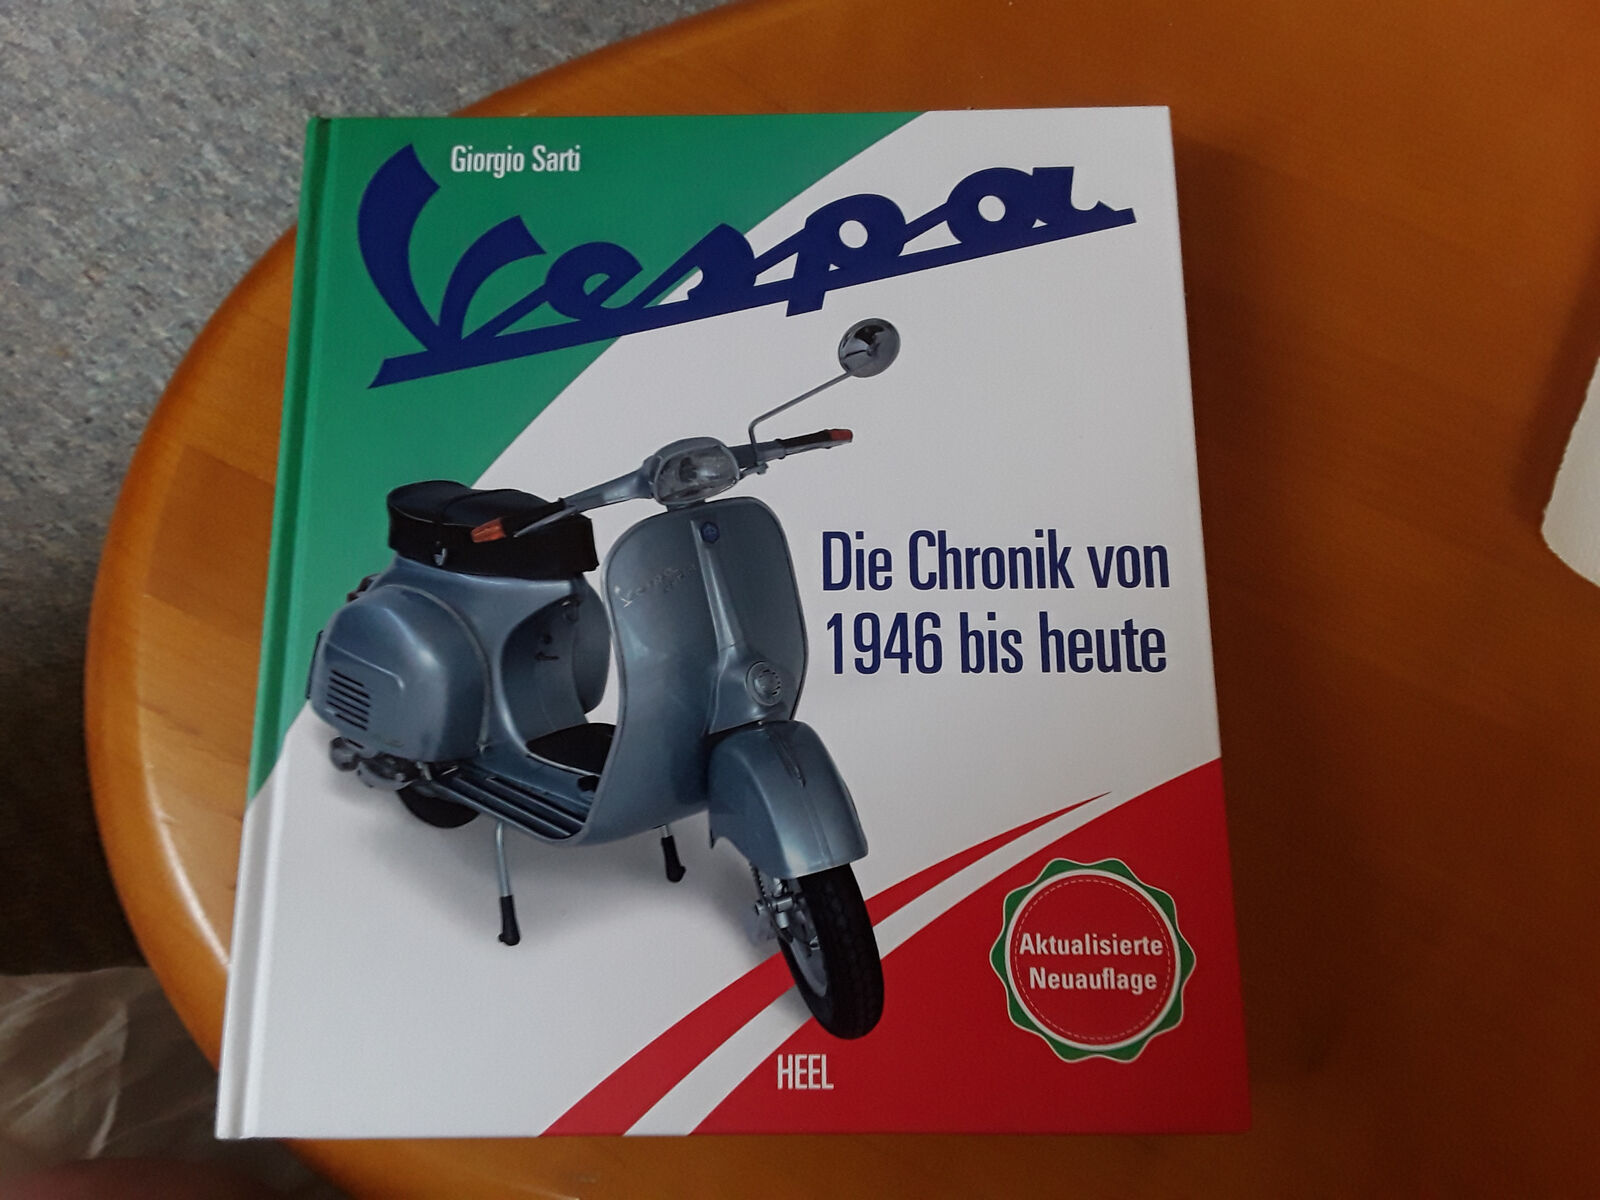 Giorgio Sarti
Vespa
Die Chronik von
1946 bis heute
Aktualisierte
Neuauflage
HEEL